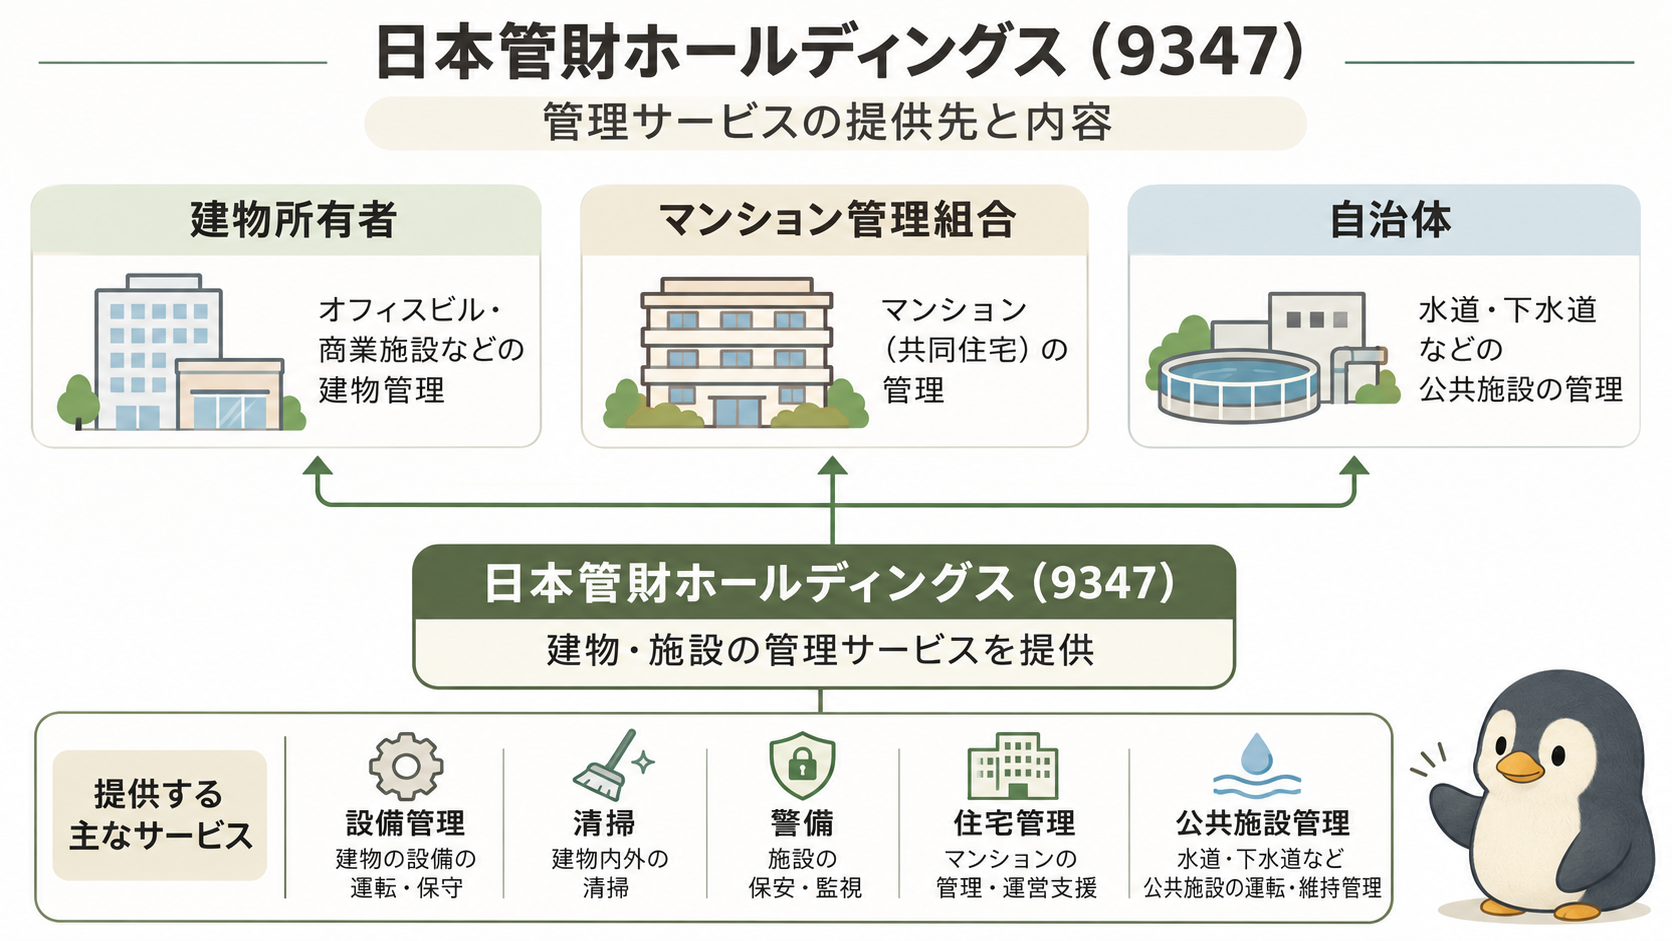 日本管財ホールディングス（9347）
管理サービスの提供先と内容
建物所有者
オフィスビル・
商業施設などの
建物管理
マンション管理組合
マンション
（共同住宅）の
管理
自治体
水道・下水道
などの
公共施設の管理
日本管財ホールディングス（9347）
建物・施設の管理サービスを提供
提供する
主なサービス
設備管理
建物の設備の
運転・保守
清掃
建物内外の
清掃
警備
施設の
保安・監視
住宅管理
マンションの
管理・運営支援
公共施設管理
水道・下水道など
公共施設の運転・維持管理